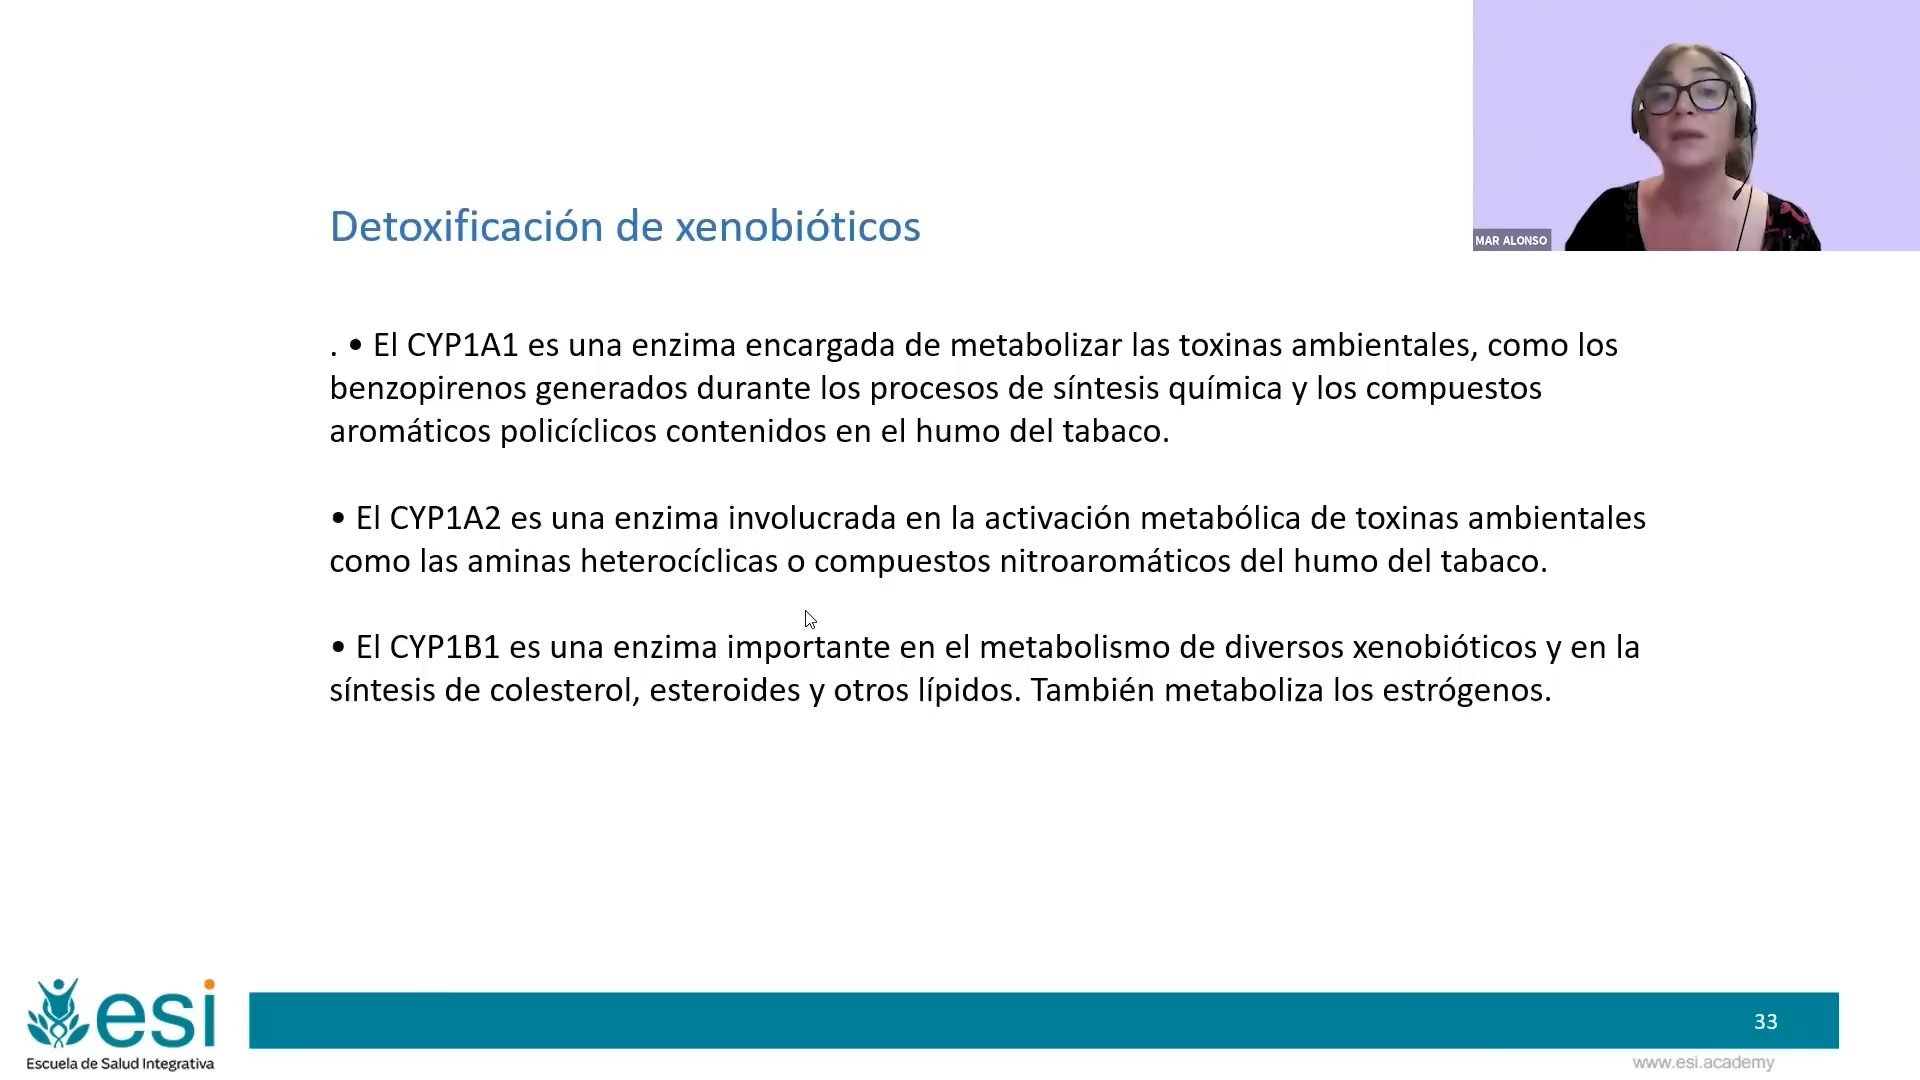 MAR ALONSO
Detoxificación de xenobióticos
. • El CYP1A1 es una enzima encargada de metabolizar las toxinas ambientales, como los
benzopirenos generados durante los procesos de síntesis química y los compuestos
aromáticos policíclicos contenidos en el humo del tabaco.
• El CYP1A2 es una enzima involucrada en la activación metabólica de toxinas ambientales
como las aminas heterocíclicas o compuestos nitroaromáticos del humo del tabaco.
• El CYP1B1 es una enzima importante en el metabolismo de diversos xenobióticos y en la
síntesis de colesterol, esteroides y otros lípidos. También metaboliza los estrógenos.
esi
Escuela de Salud Integrativa
33
www.esi.academy